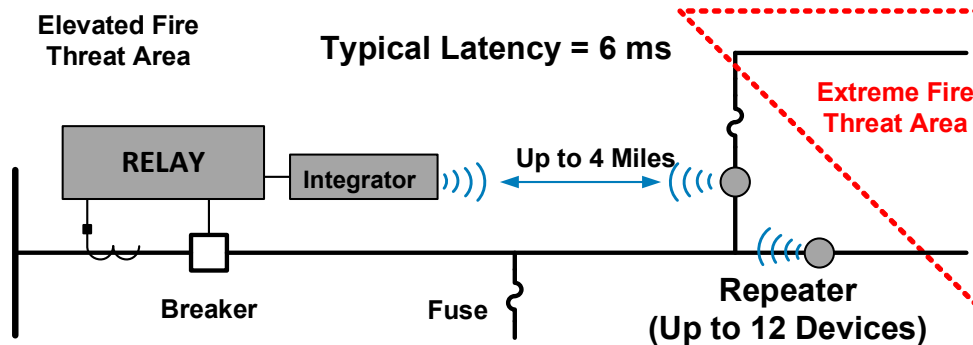 Elevated Fire
Threat Area
Typical Latency = 6 ms
Extreme Fire
Threat Area
RELAY
Integrator
Up to 4 Miles
Breaker
Fuse
Repeater
(Up to 12 Devices)